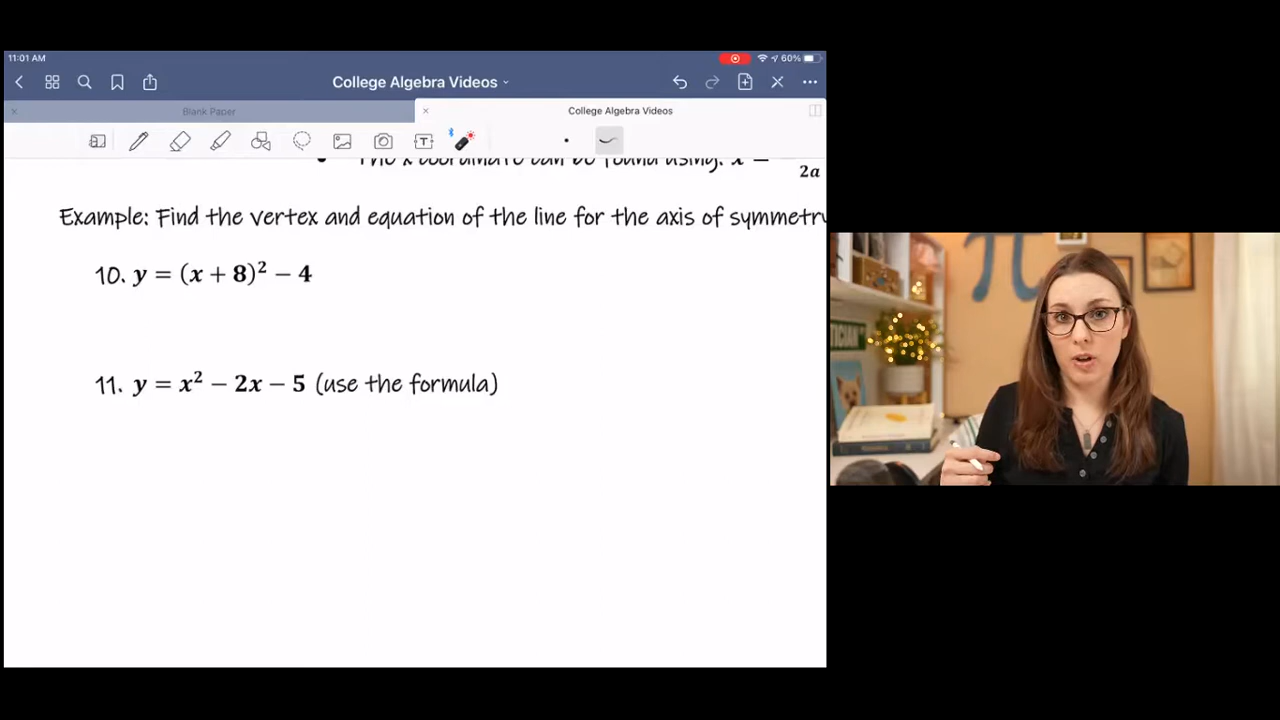 11:01 AM
60%
College Algebra Videos
Blank Paper
College Algebra Videos
T
The x coordinate can be found using: x =
2a
Example: Find the vertex and equation of the line for the axis of symmetry
10. y = (x + 8)² − 4
11. y = x² − 2x − 5 (use the formula)
TICIAN